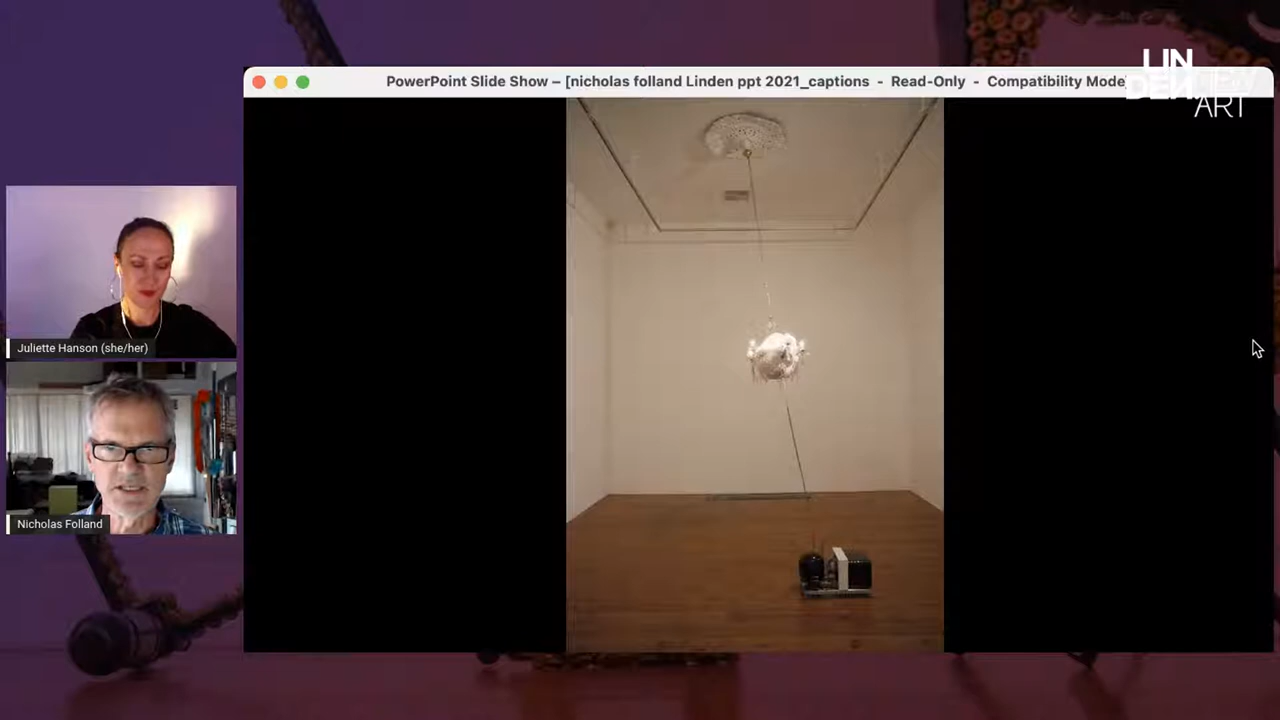 PowerPoint Slide Show – [nicholas folland Linden ppt 2021_captions - Read-Only - Compatibility Mode]
LIN
DEN
ART
Juliette Hanson (she/her)
Nicholas Folland